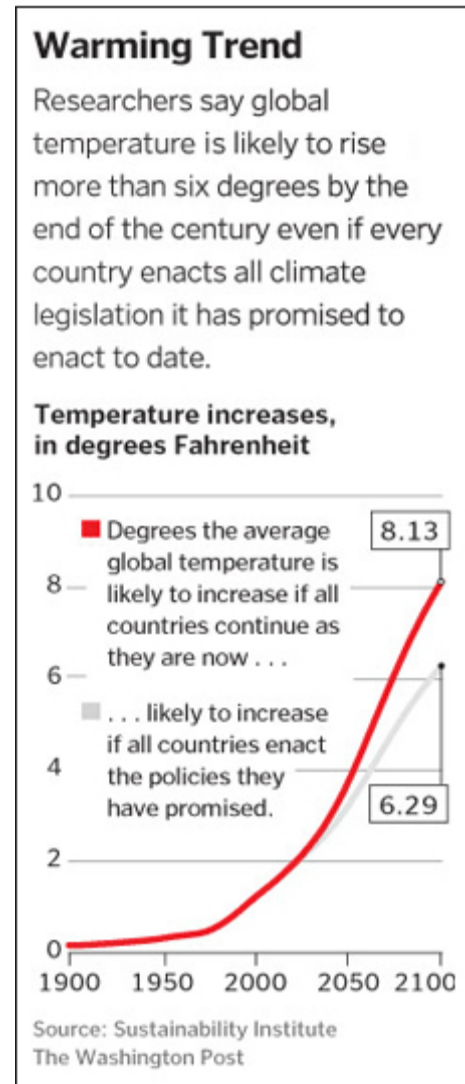 Warming Trend
Researchers say global
temperature is likely to rise
more than six degrees by the
end of the century even if every
country enacts all climate
legislation it has promised to
enact to date.
Temperature increases,
in degrees Fahrenheit
10
8
6
4
2
0
Degrees the average
global temperature is
likely to increase if all
countries continue as
they are now . . .
. . . likely to increase
if all countries enact
the policies they
have promised.
8.13
6.29
1900 1950 2000 2050 2100
Source: Sustainability Institute
The Washington Post